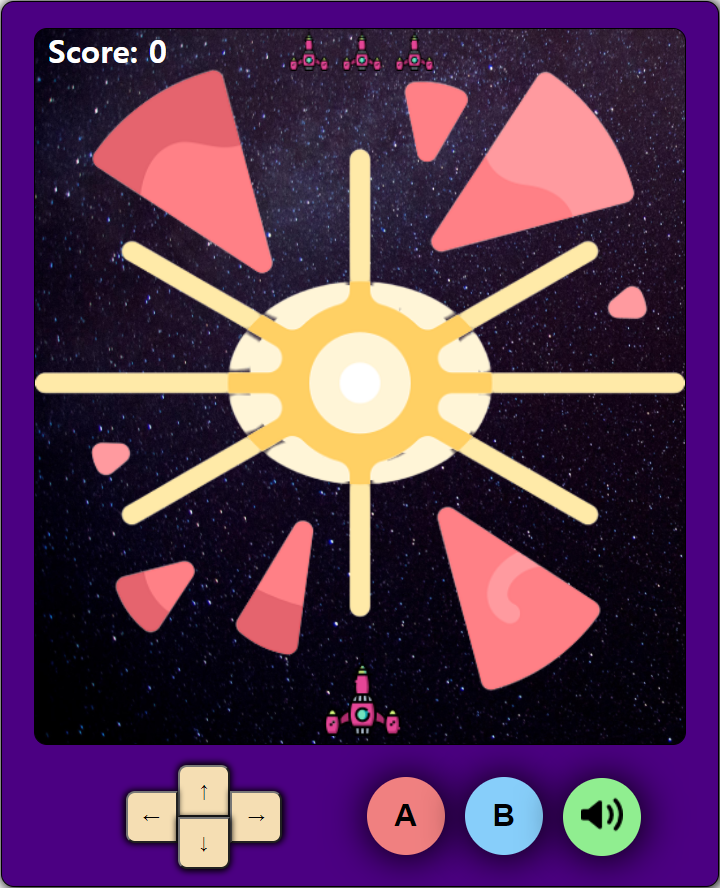 Score: 0
↑
← →
↓
A B